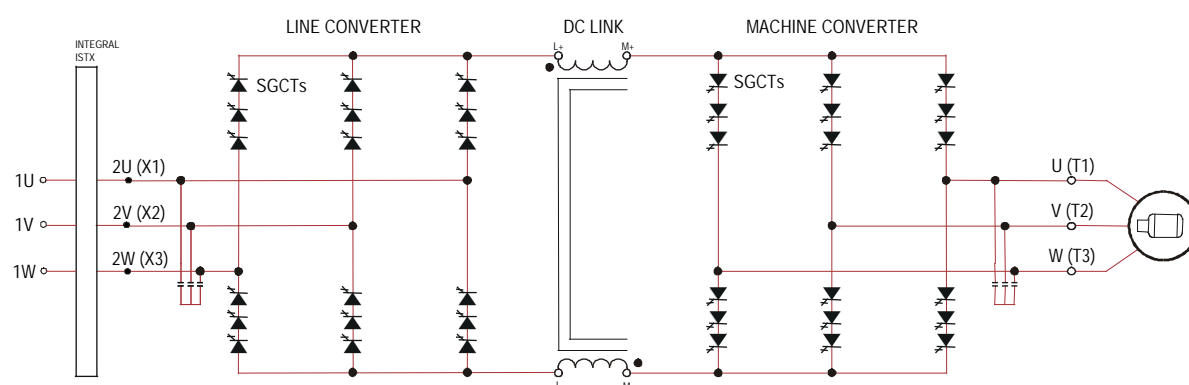 LINE CONVERTER
DC LINK
MACHINE CONVERTER
INTEGRAL
ISTX
L+
M+
SGCTs
SGCTs
2U (X1)
1U
U (T1)
2V (X2)
1V
V (T2)
2W (X3)
1W
W (T3)